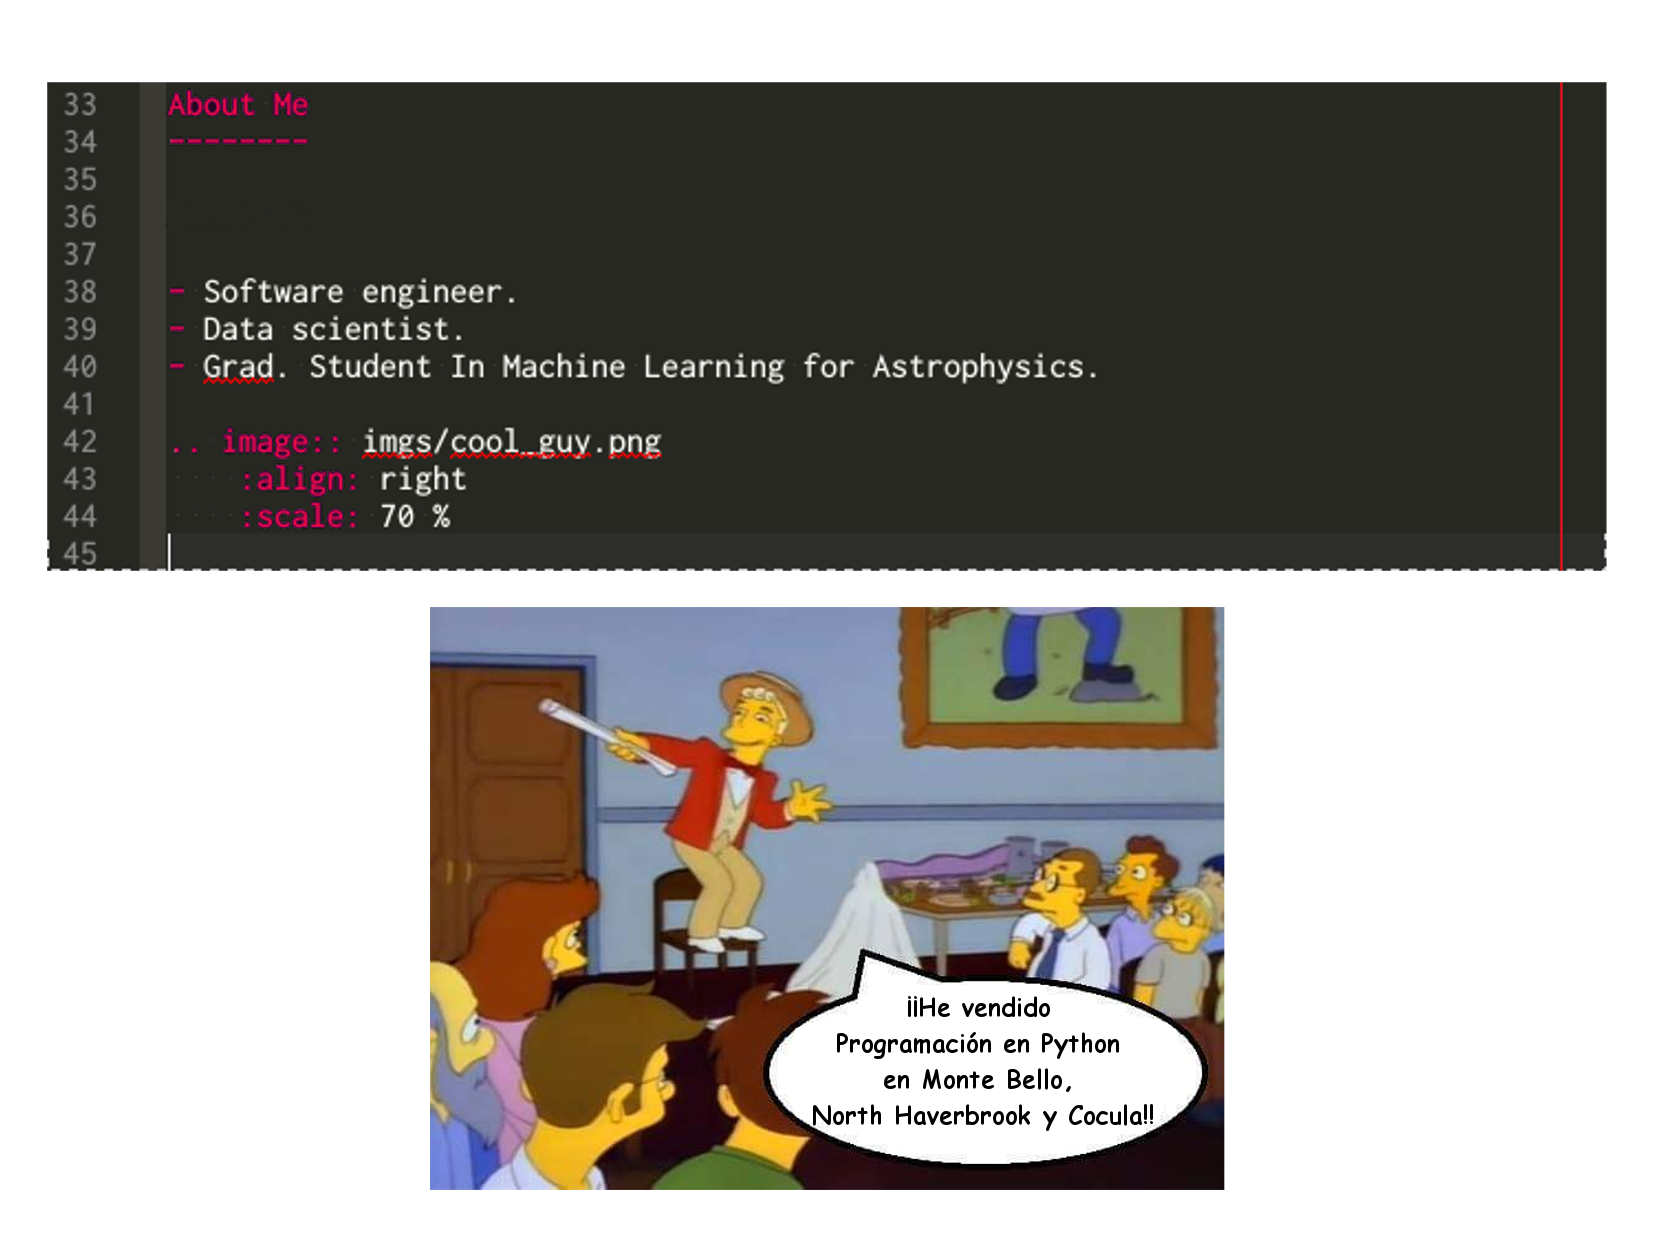 33 About Me
34 --------
35
36
37
38 - Software engineer.
39 - Data scientist.
40 - Grad. Student In Machine Learning for Astrophysics.
41
42 .. image:: imgs/cool_guy.png
43     :align: right
44     :scale: 70 %
45
¡¡He vendido
Programación en Python
en Monte Bello,
North Haverbrook y Cocula!!